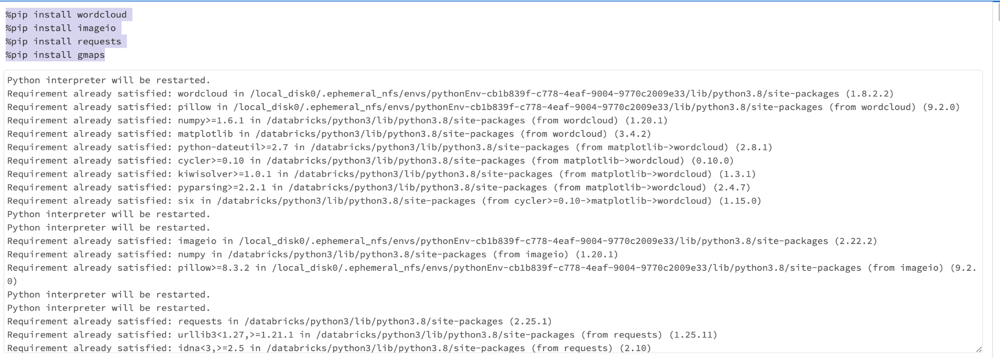 %pip install wordcloud
%pip install imageio
%pip install requests
%pip install gmaps
Python interpreter will be restarted.
Requirement already satisfied: wordcloud in /local_disk0/.ephemeral_nfs/envs/pythonEnv-cb1b839f-c778-4eaf-9004-9770c2009e33/lib/python3.8/site-packages (1.8.2.2)
Requirement already satisfied: pillow in /local_disk0/.ephemeral_nfs/envs/pythonEnv-cb1b839f-c778-4eaf-9004-9770c2009e33/lib/python3.8/site-packages (from wordcloud) (9.2.0)
Requirement already satisfied: numpy>=1.6.1 in /databricks/python3/lib/python3.8/site-packages (from wordcloud) (1.20.1)
Requirement already satisfied: matplotlib in /databricks/python3/lib/python3.8/site-packages (from wordcloud) (3.4.2)
Requirement already satisfied: python-dateutil>=2.7 in /databricks/python3/lib/python3.8/site-packages (from matplotlib->wordcloud) (2.8.1)
Requirement already satisfied: cycler>=0.10 in /databricks/python3/lib/python3.8/site-packages (from matplotlib->wordcloud) (0.10.0)
Requirement already satisfied: kiwisolver>=1.0.1 in /databricks/python3/lib/python3.8/site-packages (from matplotlib->wordcloud) (1.3.1)
Requirement already satisfied: pyparsing>=2.2.1 in /databricks/python3/lib/python3.8/site-packages (from matplotlib->wordcloud) (2.4.7)
Requirement already satisfied: six in /databricks/python3/lib/python3.8/site-packages (from cycler>=0.10->matplotlib->wordcloud) (1.15.0)
Python interpreter will be restarted.
Python interpreter will be restarted.
Requirement already satisfied: imageio in /local_disk0/.ephemeral_nfs/envs/pythonEnv-cb1b839f-c778-4eaf-9004-9770c2009e33/lib/python3.8/site-packages (2.22.2)
Requirement already satisfied: numpy in /databricks/python3/lib/python3.8/site-packages (from imageio) (1.20.1)
Requirement already satisfied: pillow>=8.3.2 in /local_disk0/.ephemeral_nfs/envs/pythonEnv-cb1b839f-c778-4eaf-9004-9770c2009e33/lib/python3.8/site-packages (from imageio) (9.2.
0)
Python interpreter will be restarted.
Python interpreter will be restarted.
Requirement already satisfied: requests in /databricks/python3/lib/python3.8/site-packages (2.25.1)
Requirement already satisfied: urllib3<1.27,>=1.21.1 in /databricks/python3/lib/python3.8/site-packages (from requests) (1.25.11)
Requirement already satisfied: idna<3,>=2.5 in /databricks/python3/lib/python3.8/site-packages (from requests) (2.10)